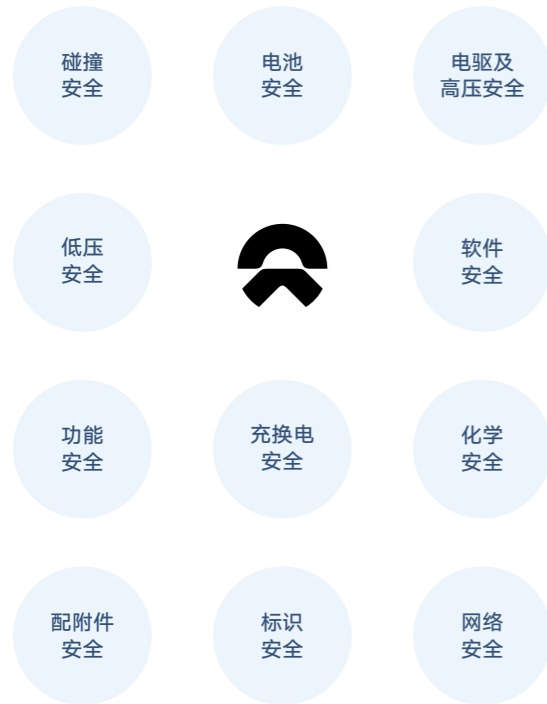 碰撞
安全
电池
安全
电驱及
高压安全
低压
安全
软件
安全
功能
安全
充换电
安全
化学
安全
配附件
安全
标识
安全
网络
安全